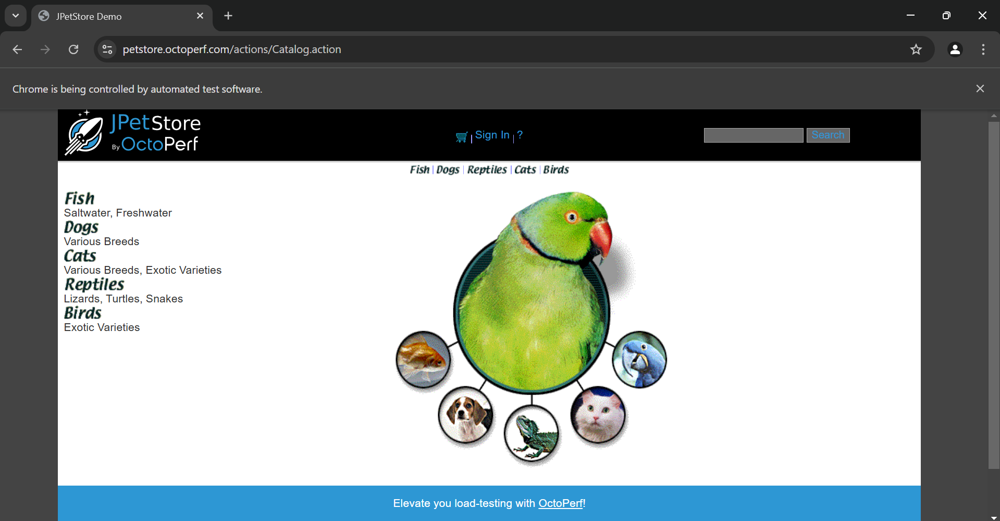 JPetStore Demo
petstore.octoperf.com/actions/Catalog.action
Chrome is being controlled by automated test software.
JPetStore
By OctoPerf
Sign In | ?
Search
Fish | Dogs | Reptiles | Cats | Birds
Fish
Saltwater, Freshwater
Dogs
Various Breeds
Cats
Various Breeds, Exotic Varieties
Reptiles
Lizards, Turtles, Snakes
Birds
Exotic Varieties
Elevate you load-testing with OctoPerf!